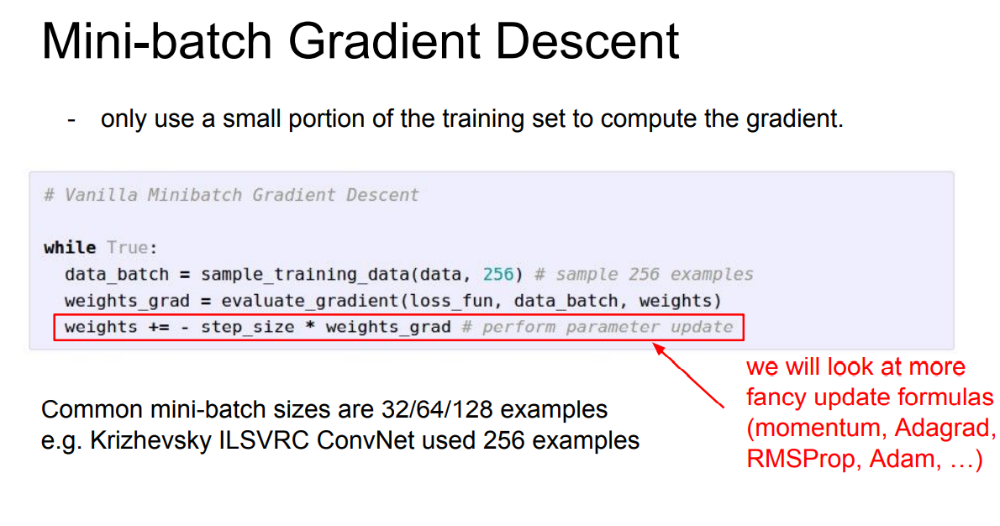 Mini-batch Gradient Descent
- only use a small portion of the training set to compute the gradient.
# Vanilla Minibatch Gradient Descent
while True:
data_batch = sample_training_data(data, 256) # sample 256 examples
weights_grad = evaluate_gradient(loss_fun, data_batch, weights)
weights += - step_size * weights_grad # perform parameter update
we will look at more
fancy update formulas
(momentum, Adagrad,
RMSProp, Adam, …)
Common mini-batch sizes are 32/64/128 examples
e.g. Krizhevsky ILSVRC ConvNet used 256 examples